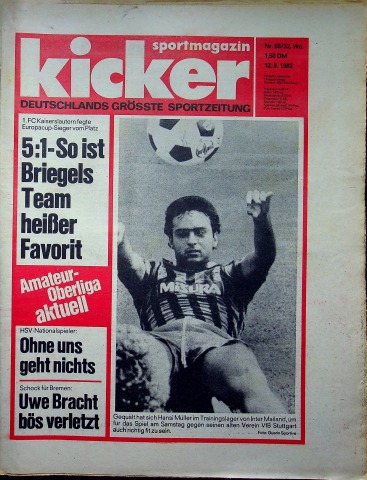 sportmagazin
kicker
DEUTSCHLANDS GRÖSSTE SPORTZEITUNG
1,50 DM
12. 8. 1982
1. FC Kaiserslautern fegte
Europacup-Sieger vom Platz
5:1-So ist
Briegels
Team
heißer
Favorit
Amateur-
Oberliga
aktuell
HSV-Nationalspieler:
Ohne uns
geht nichts
Schock für Bremen:
Uwe Bracht
bös verletzt
MISURA
Gequält hat sich Hansi Müller im Trainingslager von Inter Mailand, um
für das Spiel am Samstag gegen seinen alten Verein VfB Stuttgart
auch richtig fit zu sein.